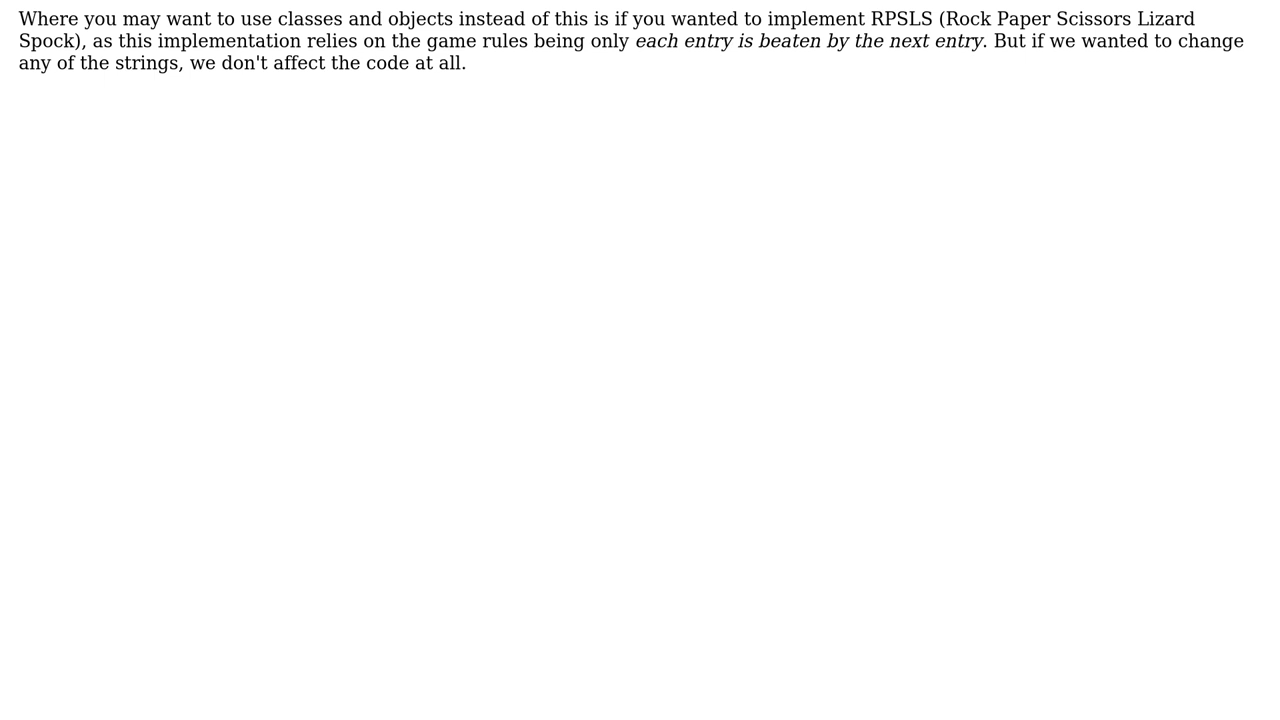 Where you may want to use classes and objects instead of this is if you wanted to implement RPSLS (Rock Paper Scissors Lizard
Spock), as this implementation relies on the game rules being only each entry is beaten by the next entry. But if we wanted to change
any of the strings, we don't affect the code at all.